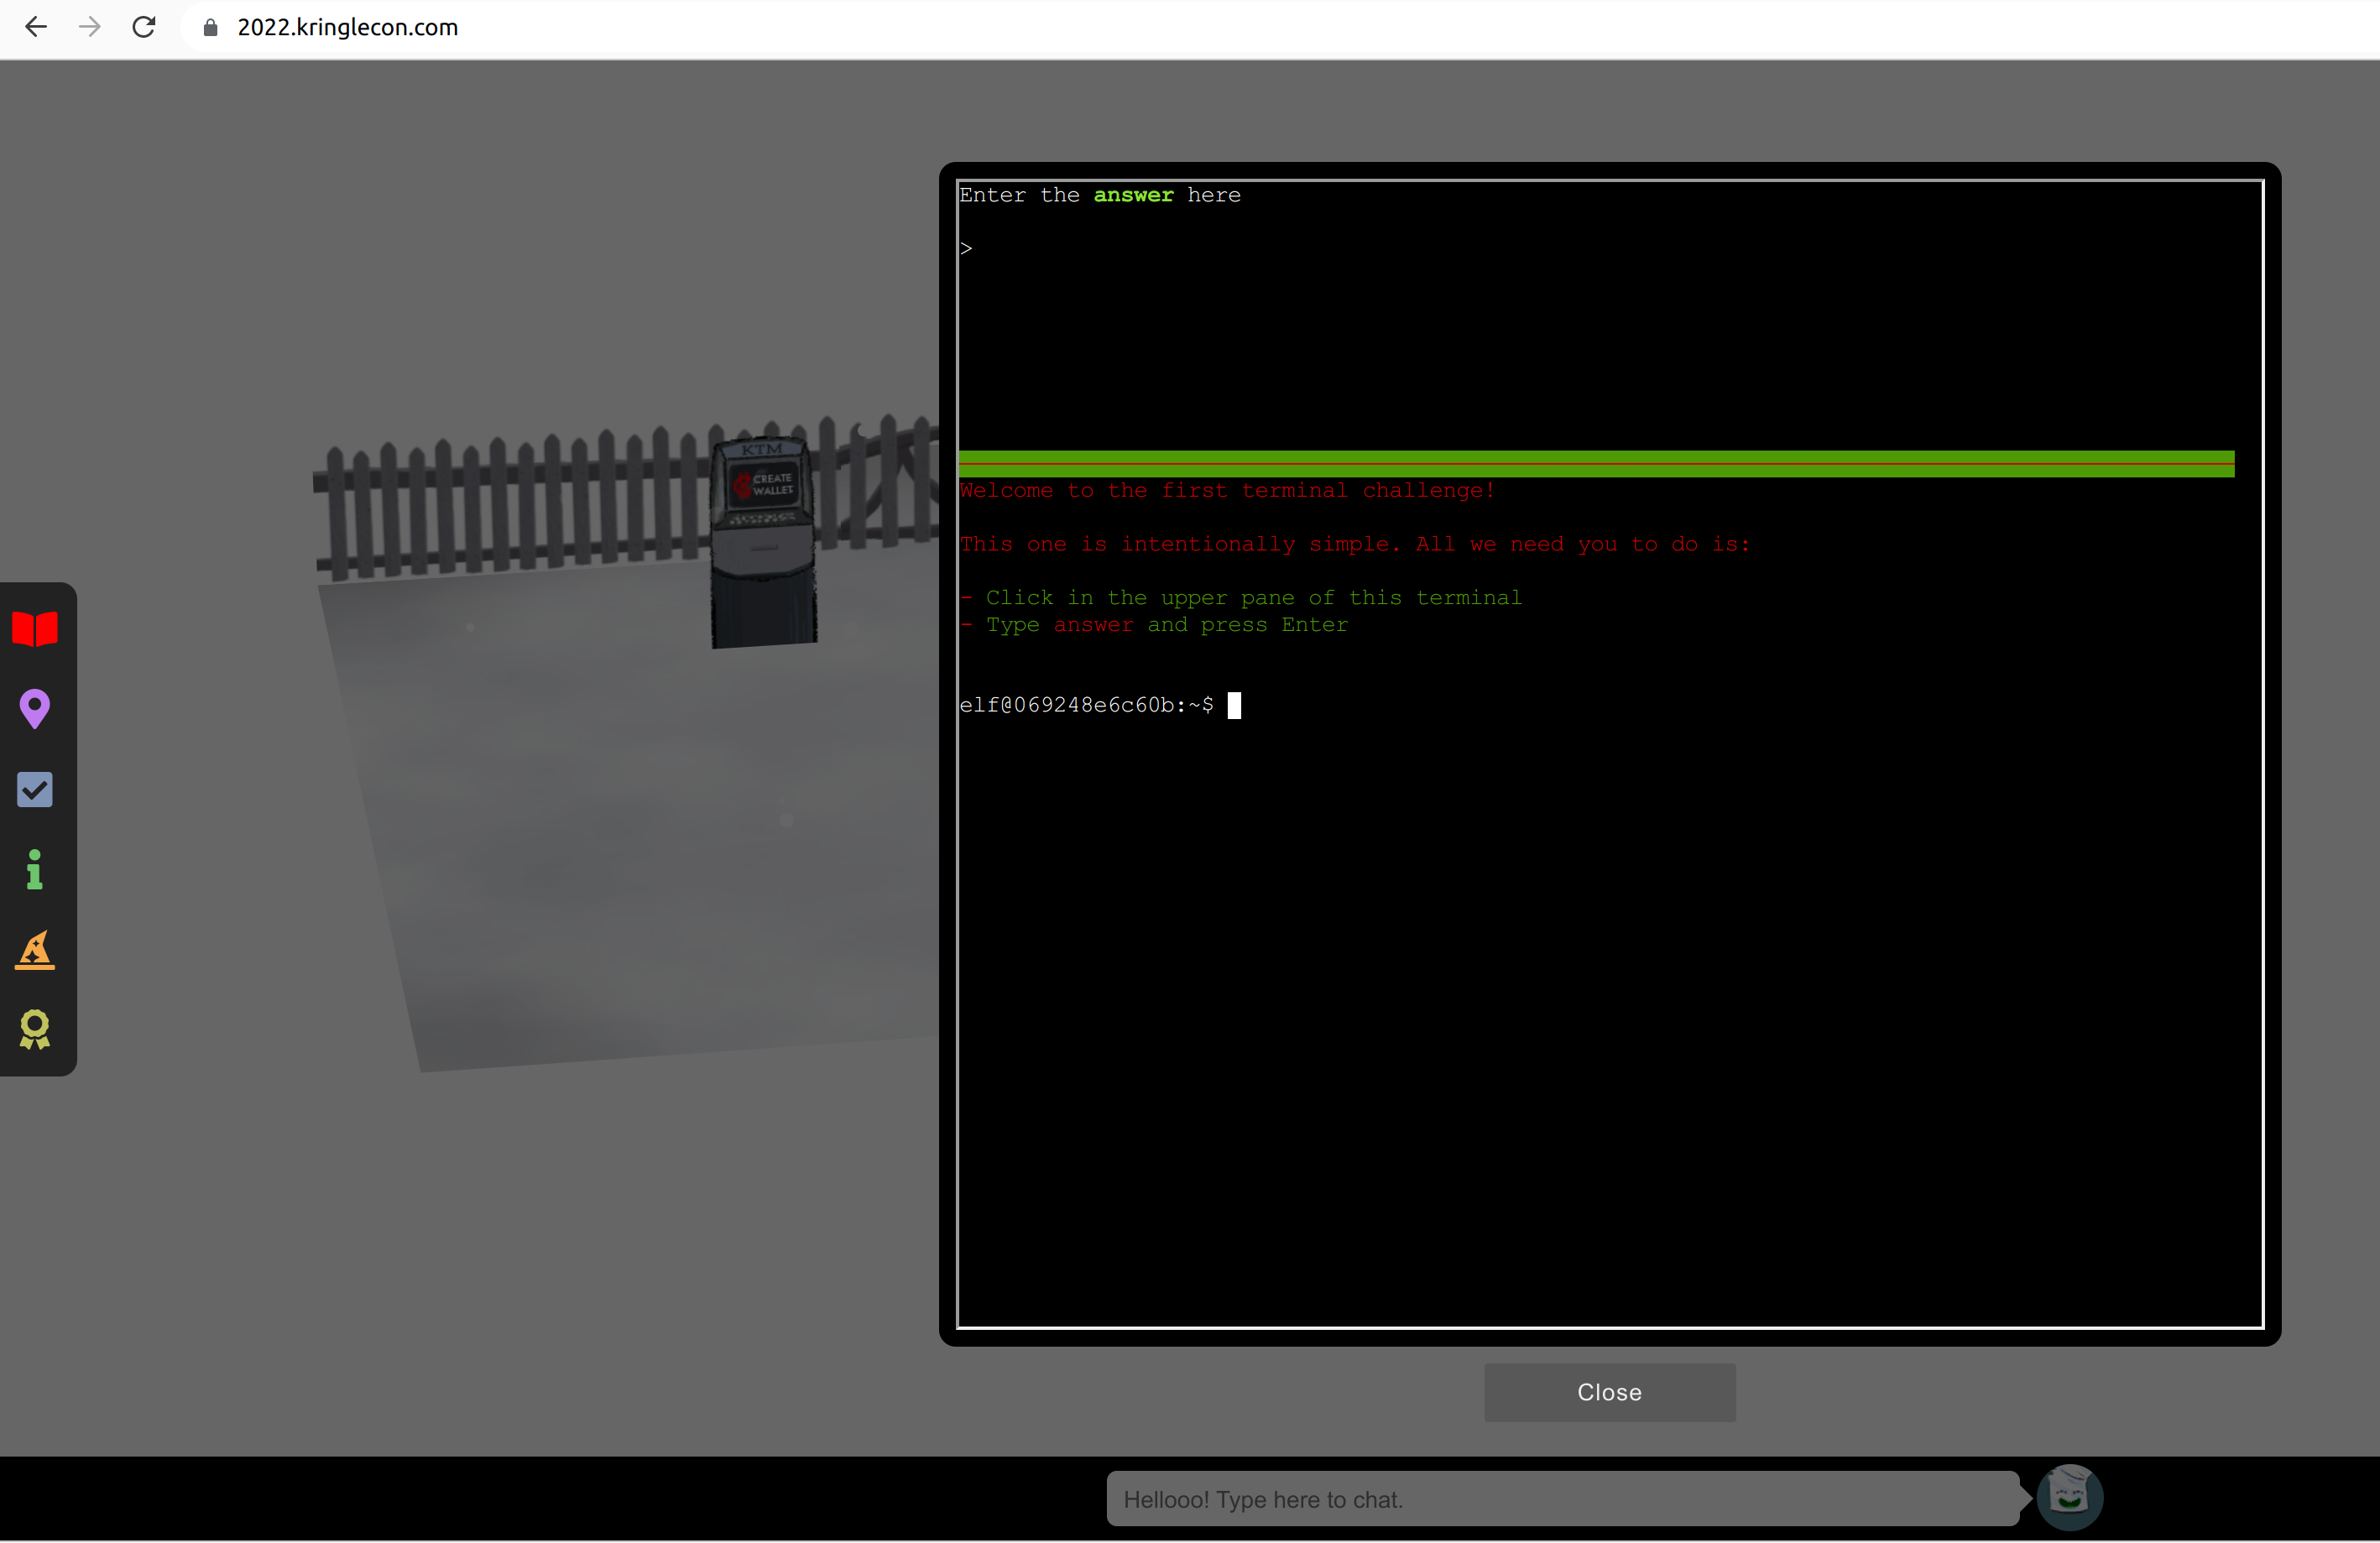 2022.kringlecon.com
Enter the answer here
>
KTM
CREATE
WALLET
Welcome to the first terminal challenge!
This one is intentionally simple. All we need you to do is:
- Click in the upper pane of this terminal
- Type answer and press Enter
elf@069248e6c60b:~$
Close
Hellooo! Type here to chat.